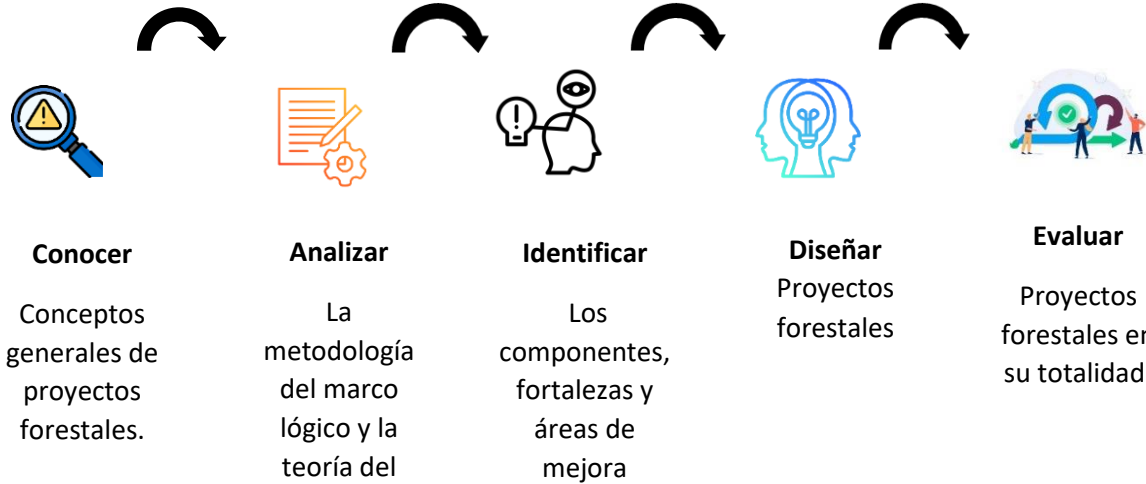 Conocer
Conceptos
generales de
proyectos
forestales.
Analizar
La
metodología
del marco
lógico y la
teoría del
Identificar
Los
componentes,
fortalezas y
áreas de
mejora
Diseñar
Proyectos
forestales
Evaluar
Proyectos
forestales en
su totalidad